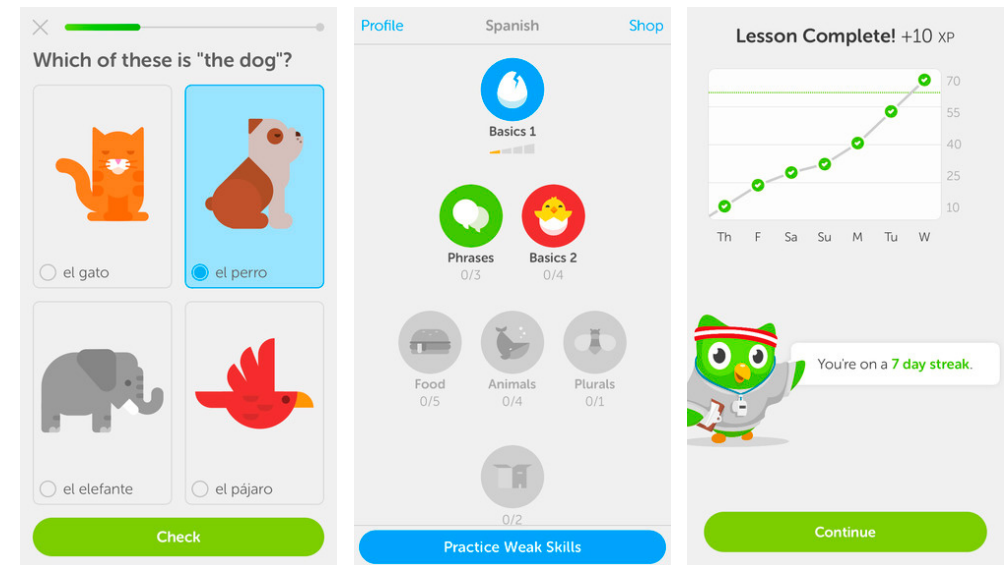 Which of these is "the dog"?
el gato
el perro
el elefante
el pájaro
Check
Profile
Spanish
Shop
Basics 1
Phrases
0/3
Basics 2
0/4
Food
0/5
Animals
0/4
Plurals
0/1
0/2
Practice Weak Skills
Lesson Complete! +10 XP
70
55
40
25
10
Th F Sa Su M Tu W
You're on a 7 day streak.
Continue